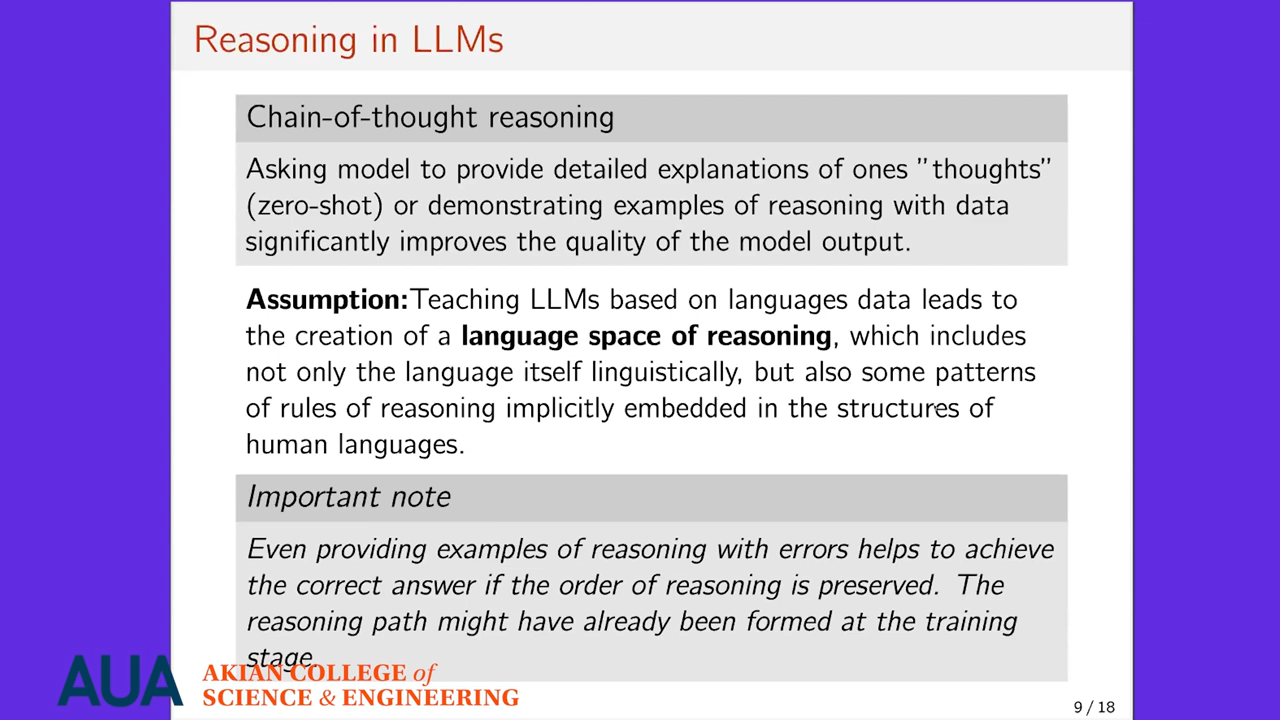 Reasoning in LLMs
Chain-of-thought reasoning
Asking model to provide detailed explanations of ones ”thoughts”
(zero-shot) or demonstrating examples of reasoning with data
significantly improves the quality of the model output.
Assumption:Teaching LLMs based on languages data leads to
the creation of a language space of reasoning, which includes
not only the language itself linguistically, but also some patterns
of rules of reasoning implicitly embedded in the structures of
human languages.
Important note
Even providing examples of reasoning with errors helps to achieve
the correct answer if the order of reasoning is preserved. The
reasoning path might have already been formed at the training
stage.
AUA
AKIAN COLLEGE of
SCIENCE & ENGINEERING
9 / 18